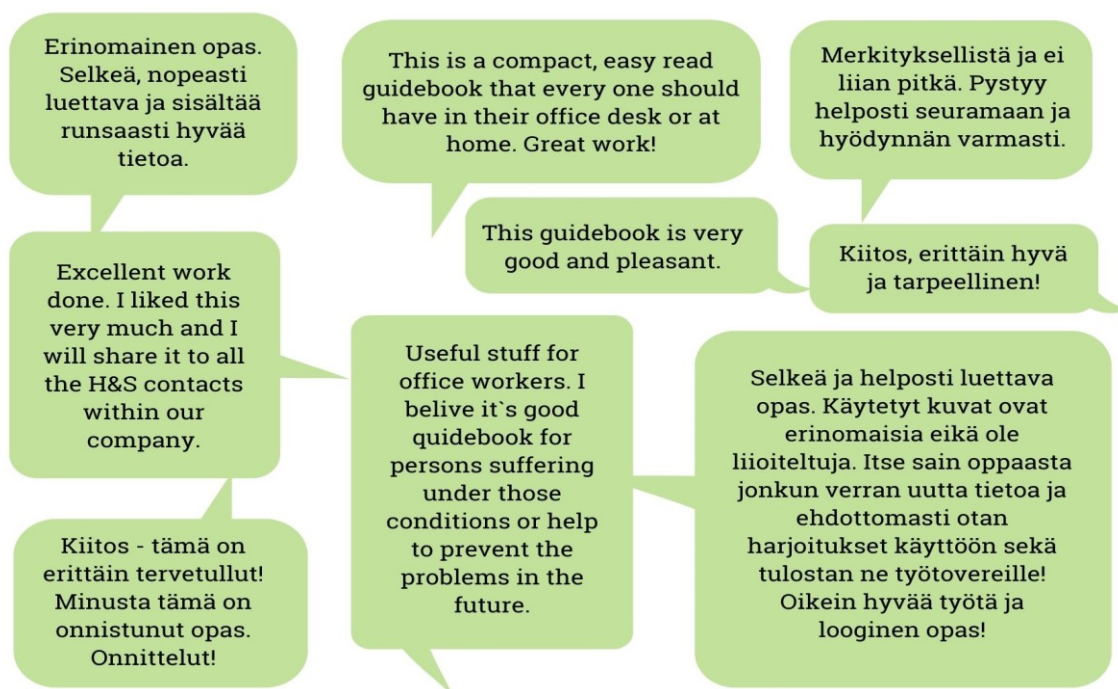 Erinomainen opas.
Selkeä, nopeasti
luettava ja sisältää
runsaasti hyvää
tietoa.
This is a compact, easy read
guidebook that every one should
have in their office desk or at
home. Great work!
Merkityksellistä ja ei
liian pitkä. Pystyy
helposti seuramaan ja
hyödynnän varmasti.
This guidebook is very
good and pleasant.
Kiitos, erittäin hyvä
ja tarpeellinen!
Excellent work
done. I liked this
very much and I
will share it to all
the H&S contacts
within our
company.
Useful stuff for
office workers. I
belive it`s good
quidebook for
persons suffering
under those
conditions or help
to prevent the
problems in the
future.
Selkeä ja helposti luettava
opas. Käytetyt kuvat ovat
erinomaisia eikä ole
liioiteltuja. Itse sain oppaasta
jonkun verran uutta tietoa ja
ehdottomasti otan
harjoitukset käyttöön sekä
tulostan ne työtovereille!
Oikein hyvää työtä ja
looginen opas!
Kiitos - tämä on
erittäin tervetullut!
Minusta tämä on
onnistunut opas.
Onnittelut!